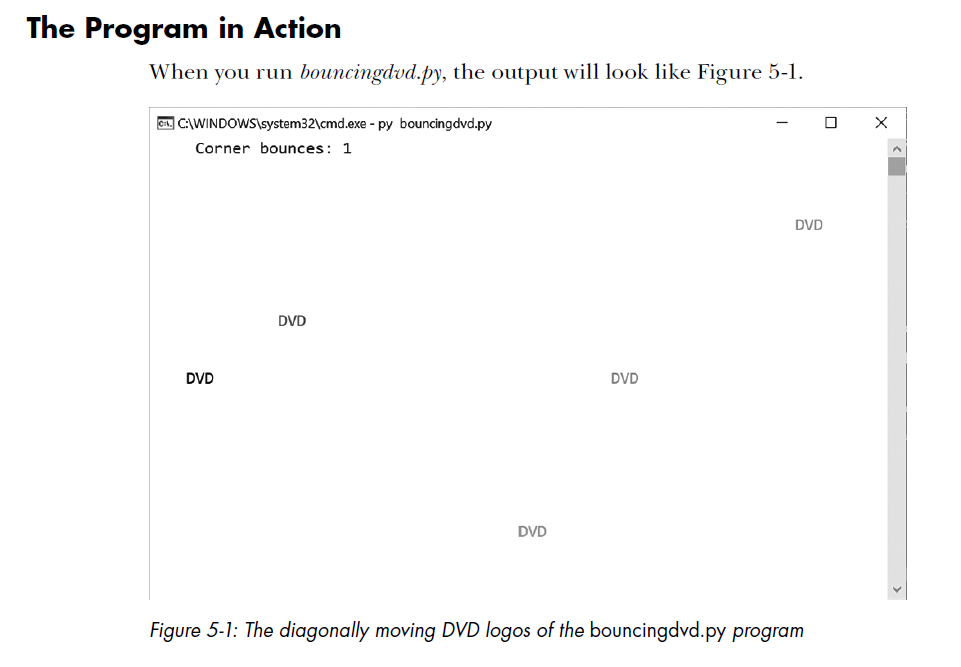 The Program in Action
When you run bouncingdvd.py, the output will look like Figure 5-1.
C:\WINDOWS\system32\cmd.exe - py  bouncingdvd.py
Corner bounces: 1
DVD
DVD
DVD DVD
DVD
Figure 5-1: The diagonally moving DVD logos of the bouncingdvd.py program